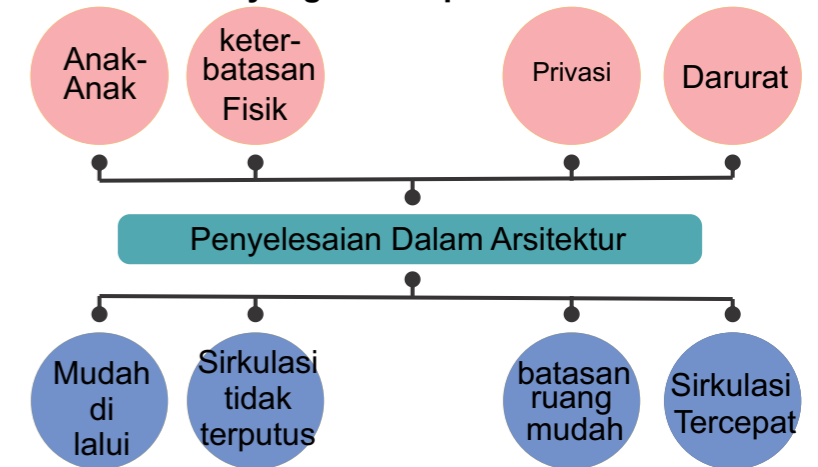 Anak-
Anak
keter-
batasan
Fisik
Privasi
Darurat
Penyelesaian Dalam Arsitektur
Mudah
di
lalui
Sirkulasi
tidak
terputus
batasan
ruang
mudah
Sirkulasi
Tercepat